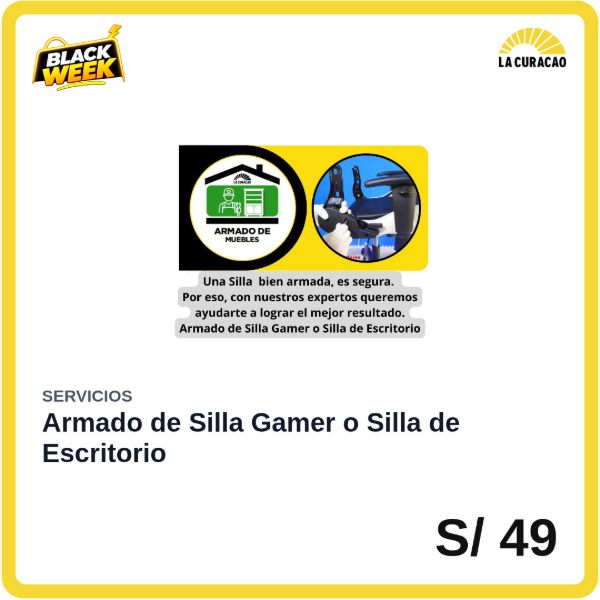 BLACK
WEEK
LA CURACAO
LA CURACAO
ARMADO DE
MUEBLES
Una Silla bien armada, es segura.
Por eso, con nuestros expertos queremos
ayudarte a lograr el mejor resultado.
Armado de Silla Gamer o Silla de Escritorio
SERVICIOS
Armado de Silla Gamer o Silla de
Escritorio
S/ 49